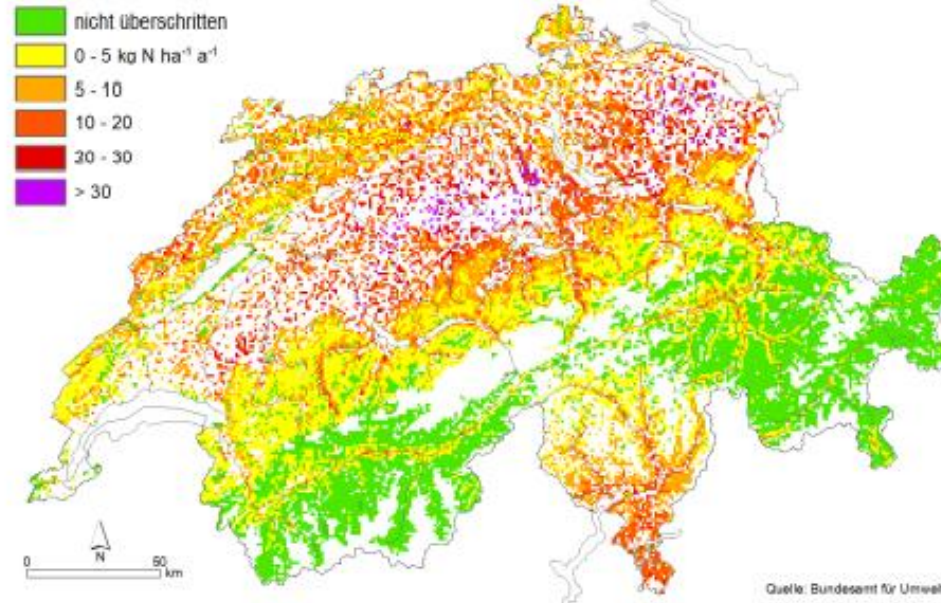 nicht überschritten
0 - 5 kg N ha⁻¹ a⁻¹
5 - 10
10 - 20
20 - 30
> 30
N
0 50
km
Quelle: Bundesamt für Umwel